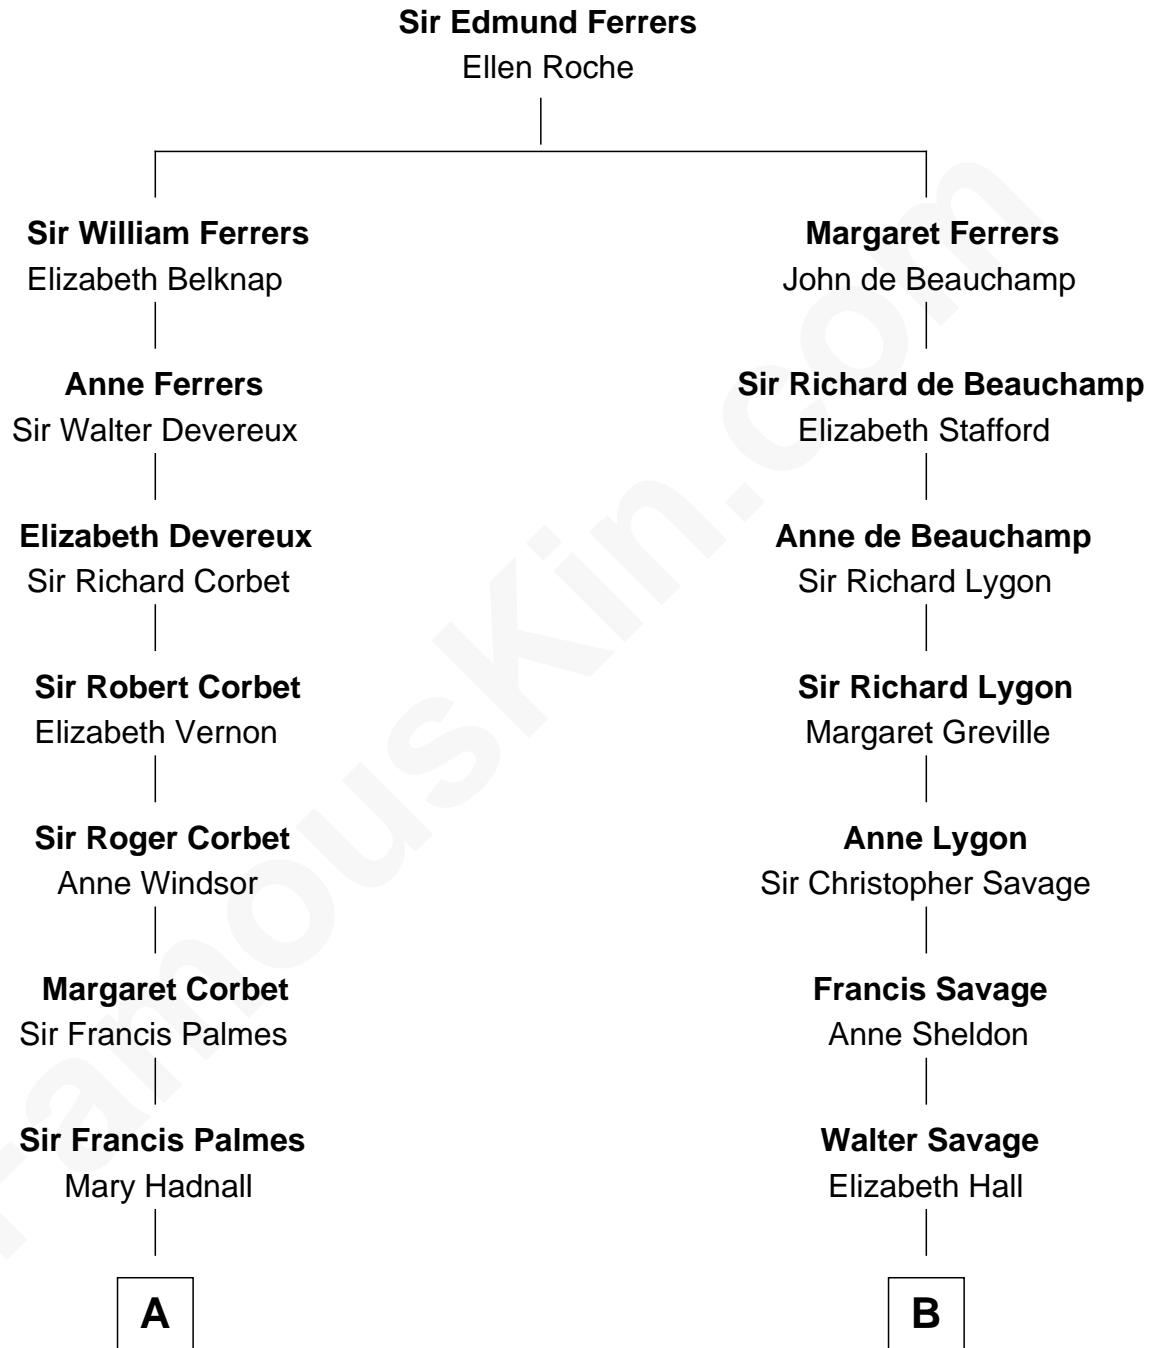 Sir Edmund Ferrers
Ellen Roche
Sir William Ferrers
Elizabeth Belknap
Margaret Ferrers
John de Beauchamp
Anne Ferrers
Sir Walter Devereux
Sir Richard de Beauchamp
Elizabeth Stafford
Elizabeth Devereux
Sir Richard Corbet
Anne de Beauchamp
Sir Richard Lygon
Sir Robert Corbet
Elizabeth Vernon
Sir Richard Lygon
Margaret Greville
Sir Roger Corbet
Anne Windsor
Anne Lygon
Sir Christopher Savage
Margaret Corbet
Sir Francis Palmes
Francis Savage
Anne Sheldon
Sir Francis Palmes
Mary Hadnall
Walter Savage
Elizabeth Hall
A
B
FamousKin.com